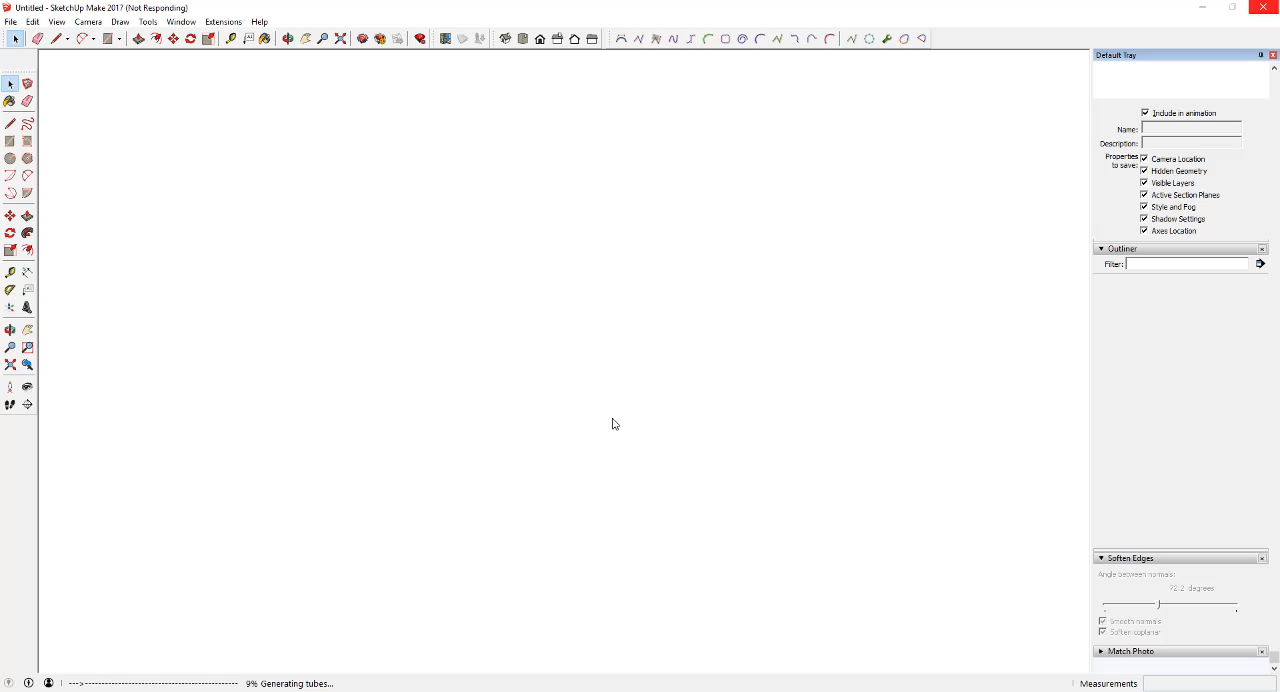 Untitled - SketchUp Make 2017 (Not Responding)
File Edit View Camera Draw Tools Window Extensions Help
Default Tray
Include in animation
Name:
Description:
Properties to save:
Camera Location
Hidden Geometry
Visible Layers
Active Section Planes
Style and Fog
Shadow Settings
Axes Location
Outliner
Filter:
Soften Edges
Angle between normals:
?2.2 degrees
Smooth normals
Soften coplanar
Match Photo
--->-------------------------------------- 9% Generating tubes...
Measurements